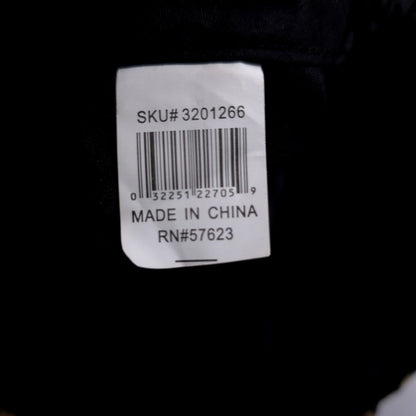 SKU# 3201266
0 32251 22705 9
MADE IN CHINA
RN#57623